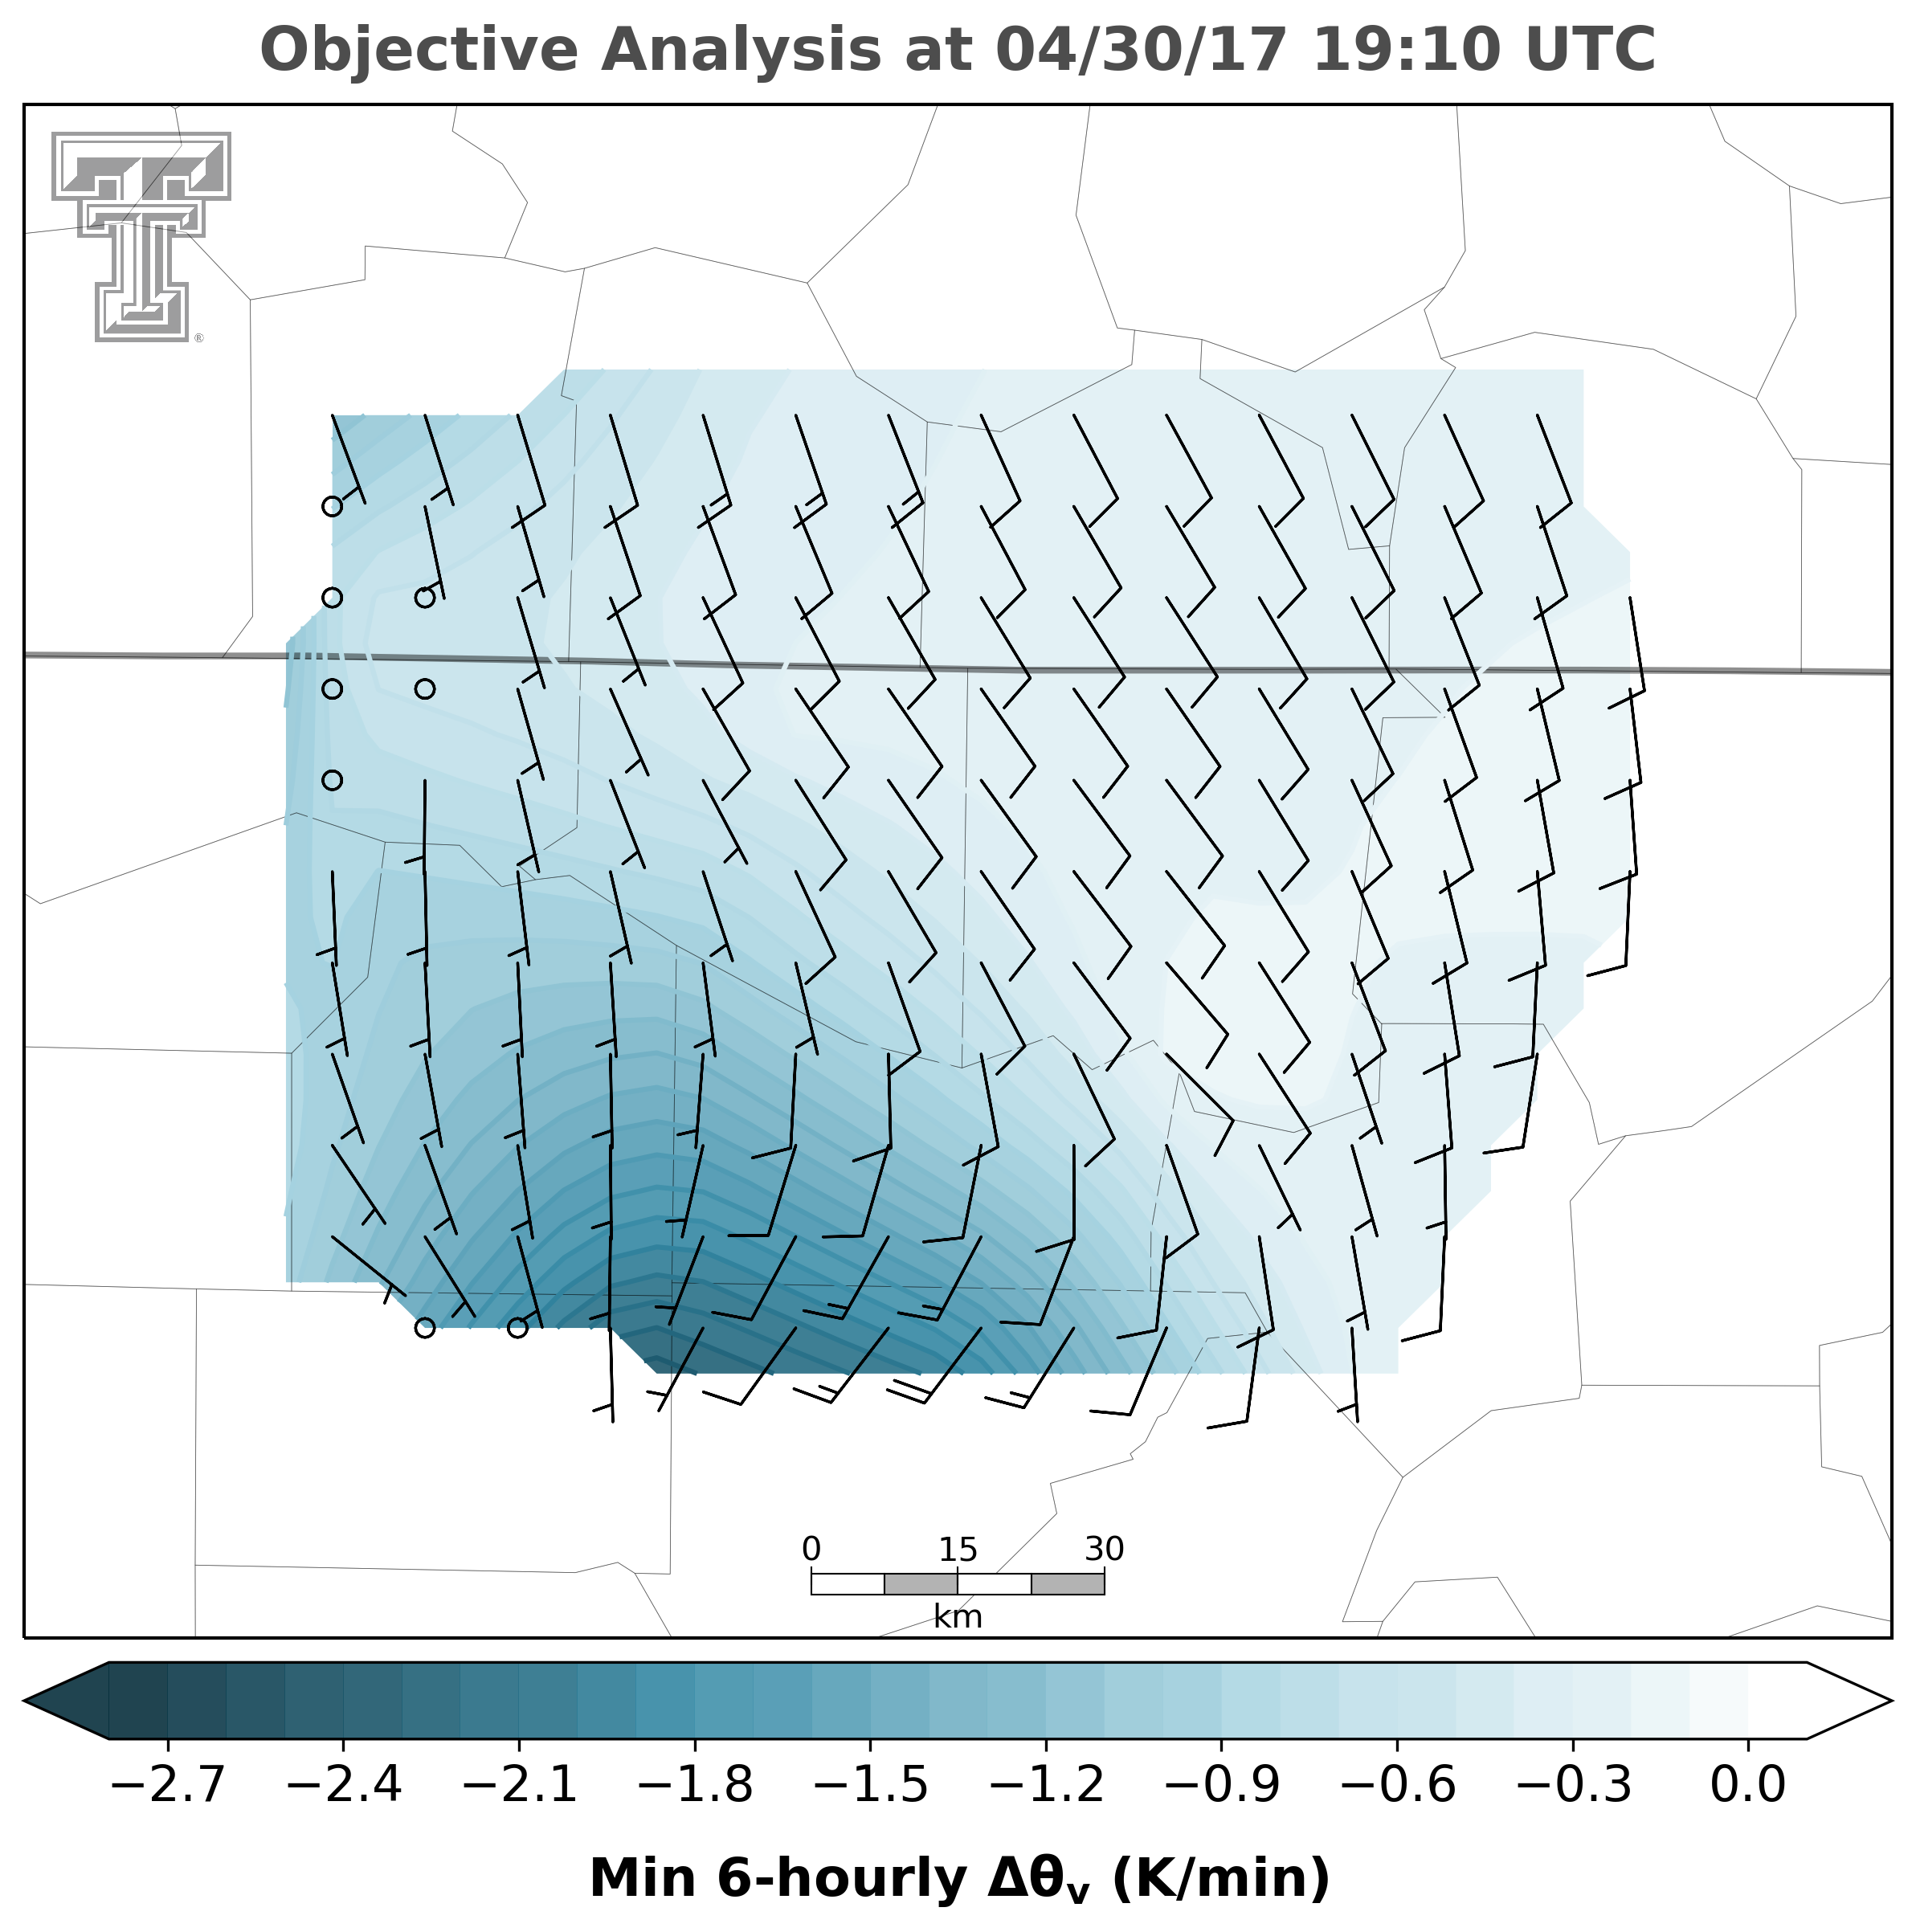 Objective Analysis at 04/30/17 19:10 UTC
®
0 15 30
km
−2.7 −2.4 −2.1 −1.8 −1.5 −1.2 −0.9 −0.6 −0.3 0.0
Min 6-hourly Δθv (K/min)